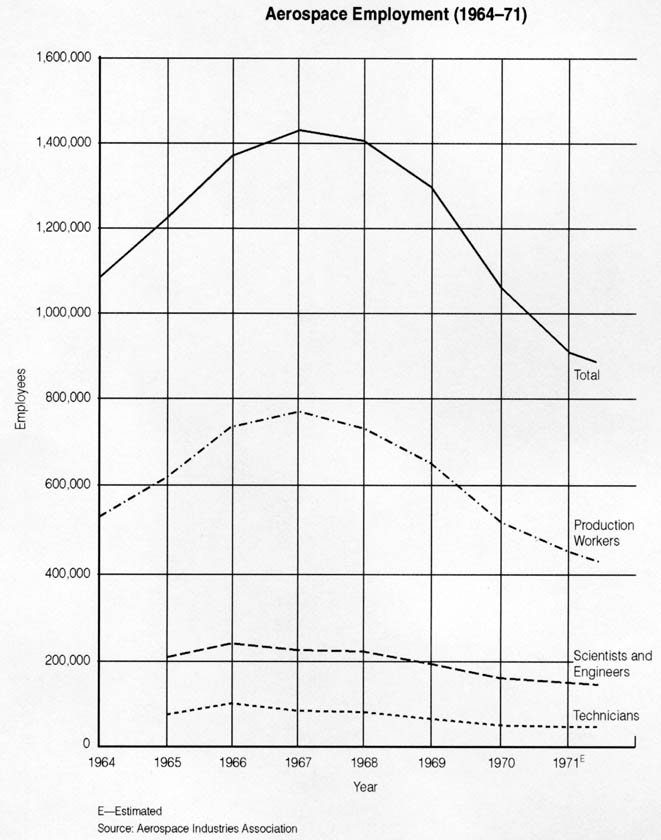 Aerospace Employment (1964–71)
1,600,000
1,400,000
1,200,000
1,000,000
800,000
600,000
400,000
200,000
0
Employees
Total
Production
Workers
Scientists and
Engineers
Technicians
1964 1965 1966 1967 1968 1969 1970 1971E
Year
E—Estimated
Source: Aerospace Industries Association